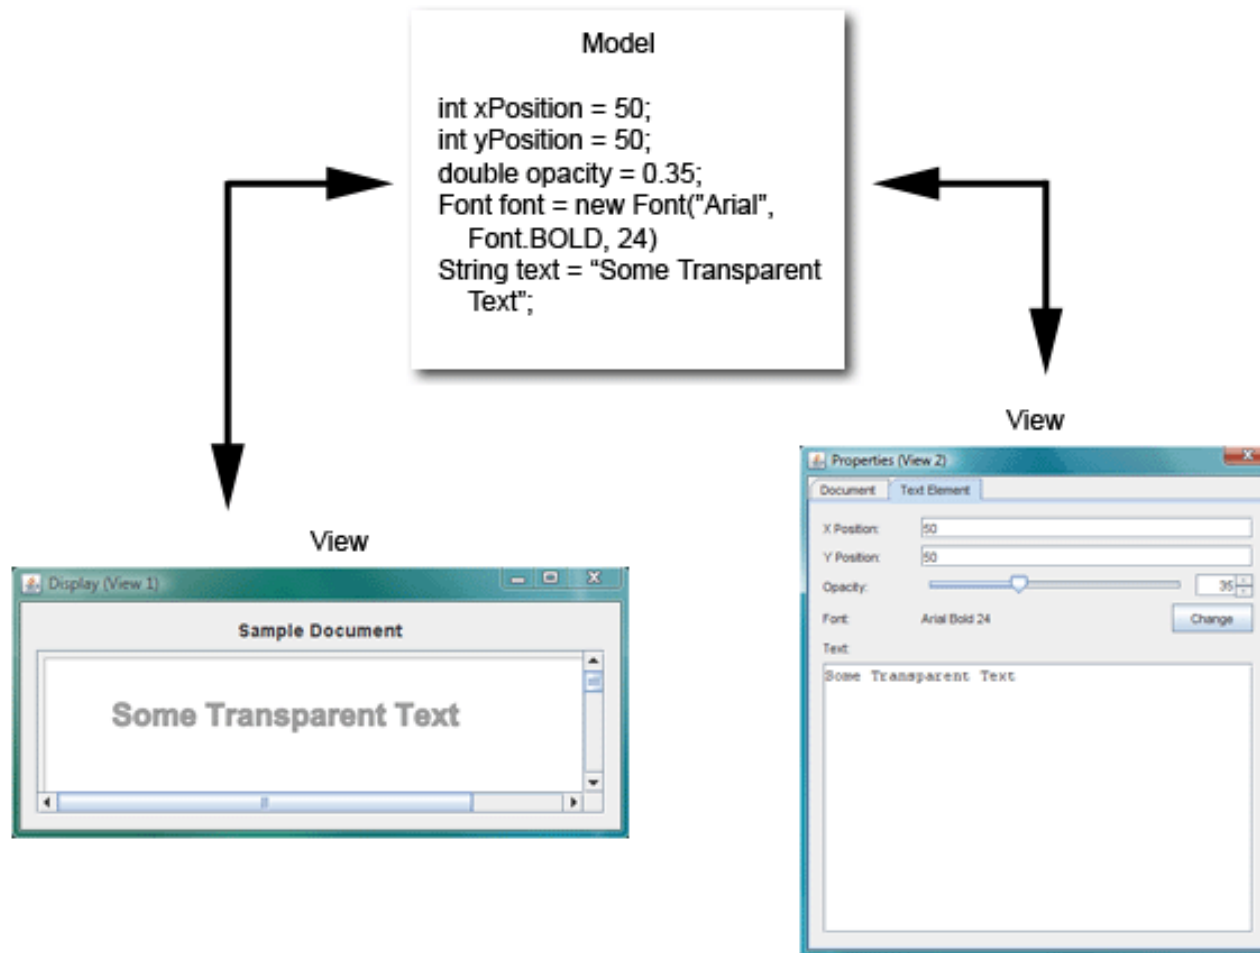 Model
int xPosition = 50;
int yPosition = 50;
double opacity = 0.35;
Font font = new Font("Arial",
Font.BOLD, 24)
String text = “Some Transparent
Text”;
View
Display (View 1)
Sample Document
Some Transparent Text
View
Properties (View 2)
Document Text Element
X Position: 50
Y Position: 50
Opacity: 35
Font: Arial Bold 24 Change
Text:
Some Transparent Text